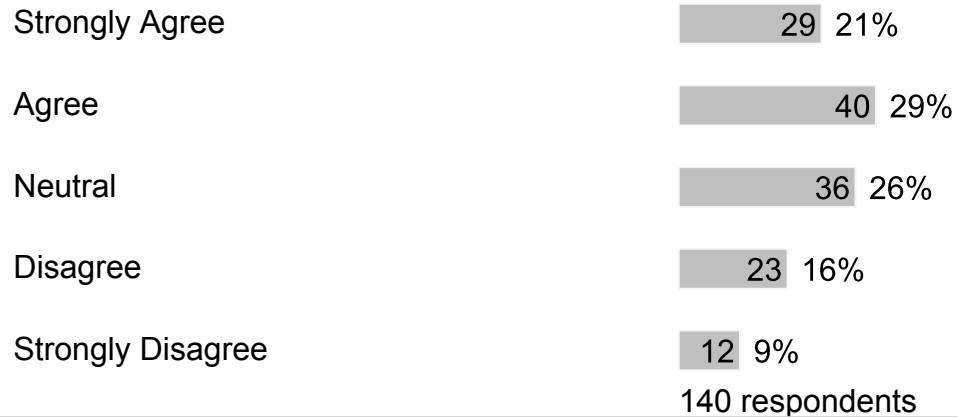 Strongly Agree 29 21%
Agree 40 29%
Neutral 36 26%
Disagree 23 16%
Strongly Disagree 12 9%
140 respondents